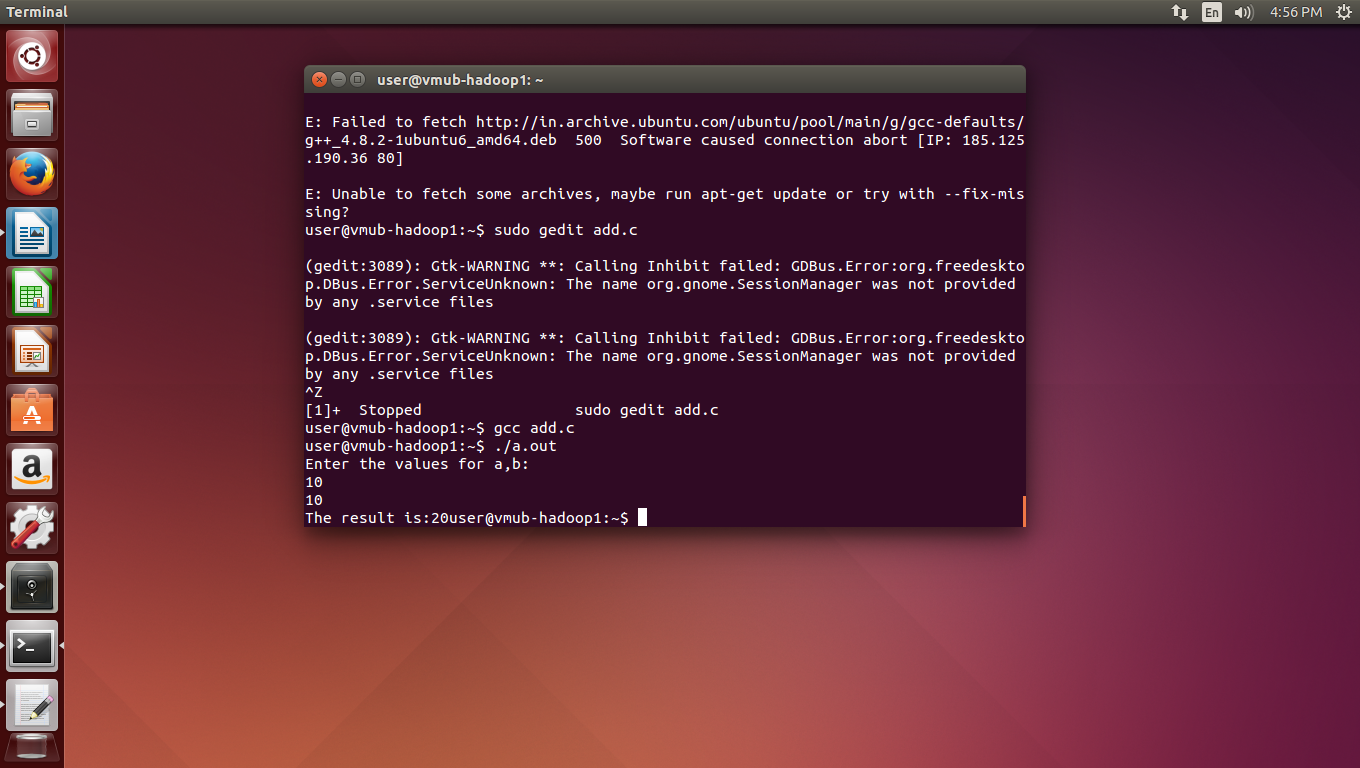 Terminal
En
4:56 PM
user@vmub-hadoop1: ~
E: Failed to fetch http://in.archive.ubuntu.com/ubuntu/pool/main/g/gcc-defaults/
g++_4.8.2-1ubuntu6_amd64.deb  500  Software caused connection abort [IP: 185.125
.190.36 80]
E: Unable to fetch some archives, maybe run apt-get update or try with --fix-mis
sing?
user@vmub-hadoop1:~$ sudo gedit add.c
(gedit:3089): Gtk-WARNING **: Calling Inhibit failed: GDBus.Error:org.freedeskto
p.DBus.Error.ServiceUnknown: The name org.gnome.SessionManager was not provided
by any .service files
(gedit:3089): Gtk-WARNING **: Calling Inhibit failed: GDBus.Error:org.freedeskto
p.DBus.Error.ServiceUnknown: The name org.gnome.SessionManager was not provided
by any .service files
^Z
[1]+  Stopped                 sudo gedit add.c
user@vmub-hadoop1:~$ gcc add.c
user@vmub-hadoop1:~$ ./a.out
Enter the values for a,b:
10
10
The result is:20user@vmub-hadoop1:~$